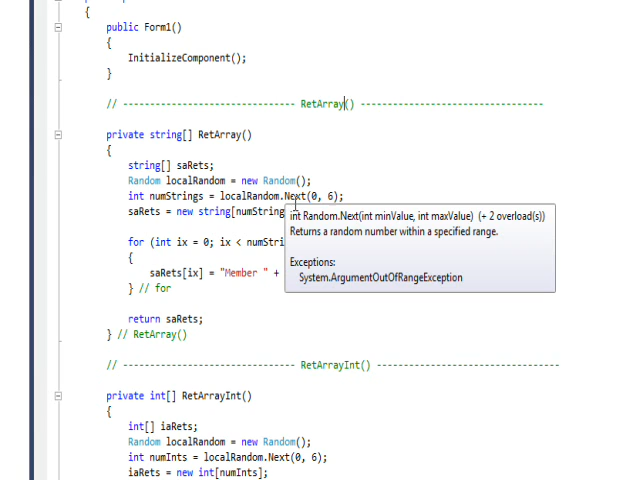 {
public Form1()
{
InitializeComponent();
}
// -------------------------------- RetArray() ----------------------------------
private string[] RetArray()
{
string[] saRets;
Random localRandom = new Random();
int numStrings = localRandom.Next(0, 6);
saRets = new string[numString
int Random.Next(int minValue, int maxValue) (+ 2 overload(s))
Returns a random number within a specified range.
Exceptions:
System.ArgumentOutOfRangeException
for (int ix = 0; ix < numStri
{
saRets[ix] = "Member " +
} // for
return saRets;
} // RetArray()
// -------------------------------- RetArrayInt() ----------------------------------
private int[] RetArrayInt()
{
int[] iaRets;
Random localRandom = new Random();
int numInts = localRandom.Next(0, 6);
iaRets = new int[numInts];